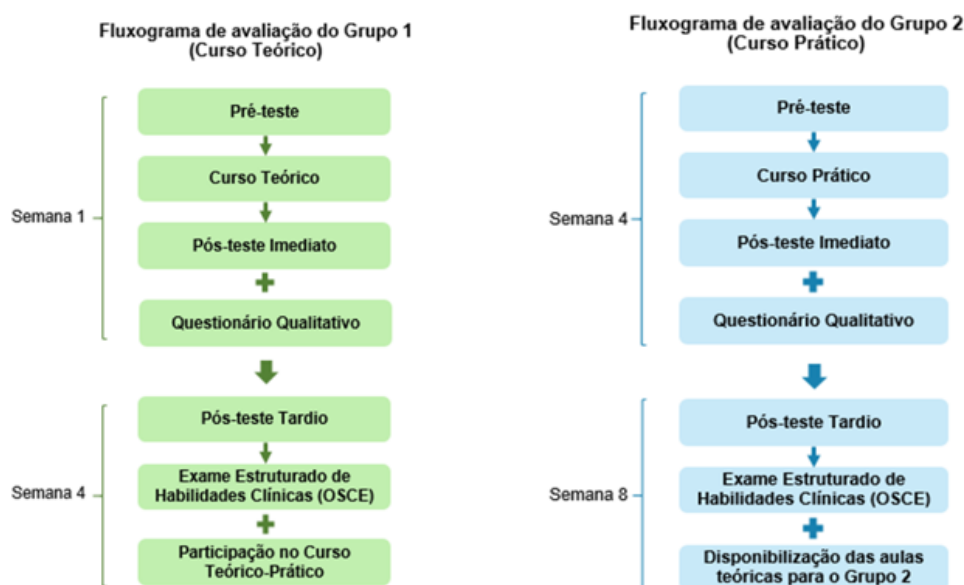 Fluxograma de avaliação do Grupo 1
(Curso Teórico)
Pré-teste
Curso Teórico
Semana 1
Pós-teste Imediato
Questionário Qualitativo
Pós-teste Tardio
Semana 4
Exame Estruturado de
Habilidades Clínicas (OSCE)
Participação no Curso
Teórico-Prático
Fluxograma de avaliação do Grupo 2
(Curso Prático)
Pré-teste
Curso Prático
Semana 4
Pós-teste Imediato
Questionário Qualitativo
Pós-teste Tardio
Semana 8
Exame Estruturado de
Habilidades Clínicas (OSCE)
Disponibilização das aulas
teóricas para o Grupo 2